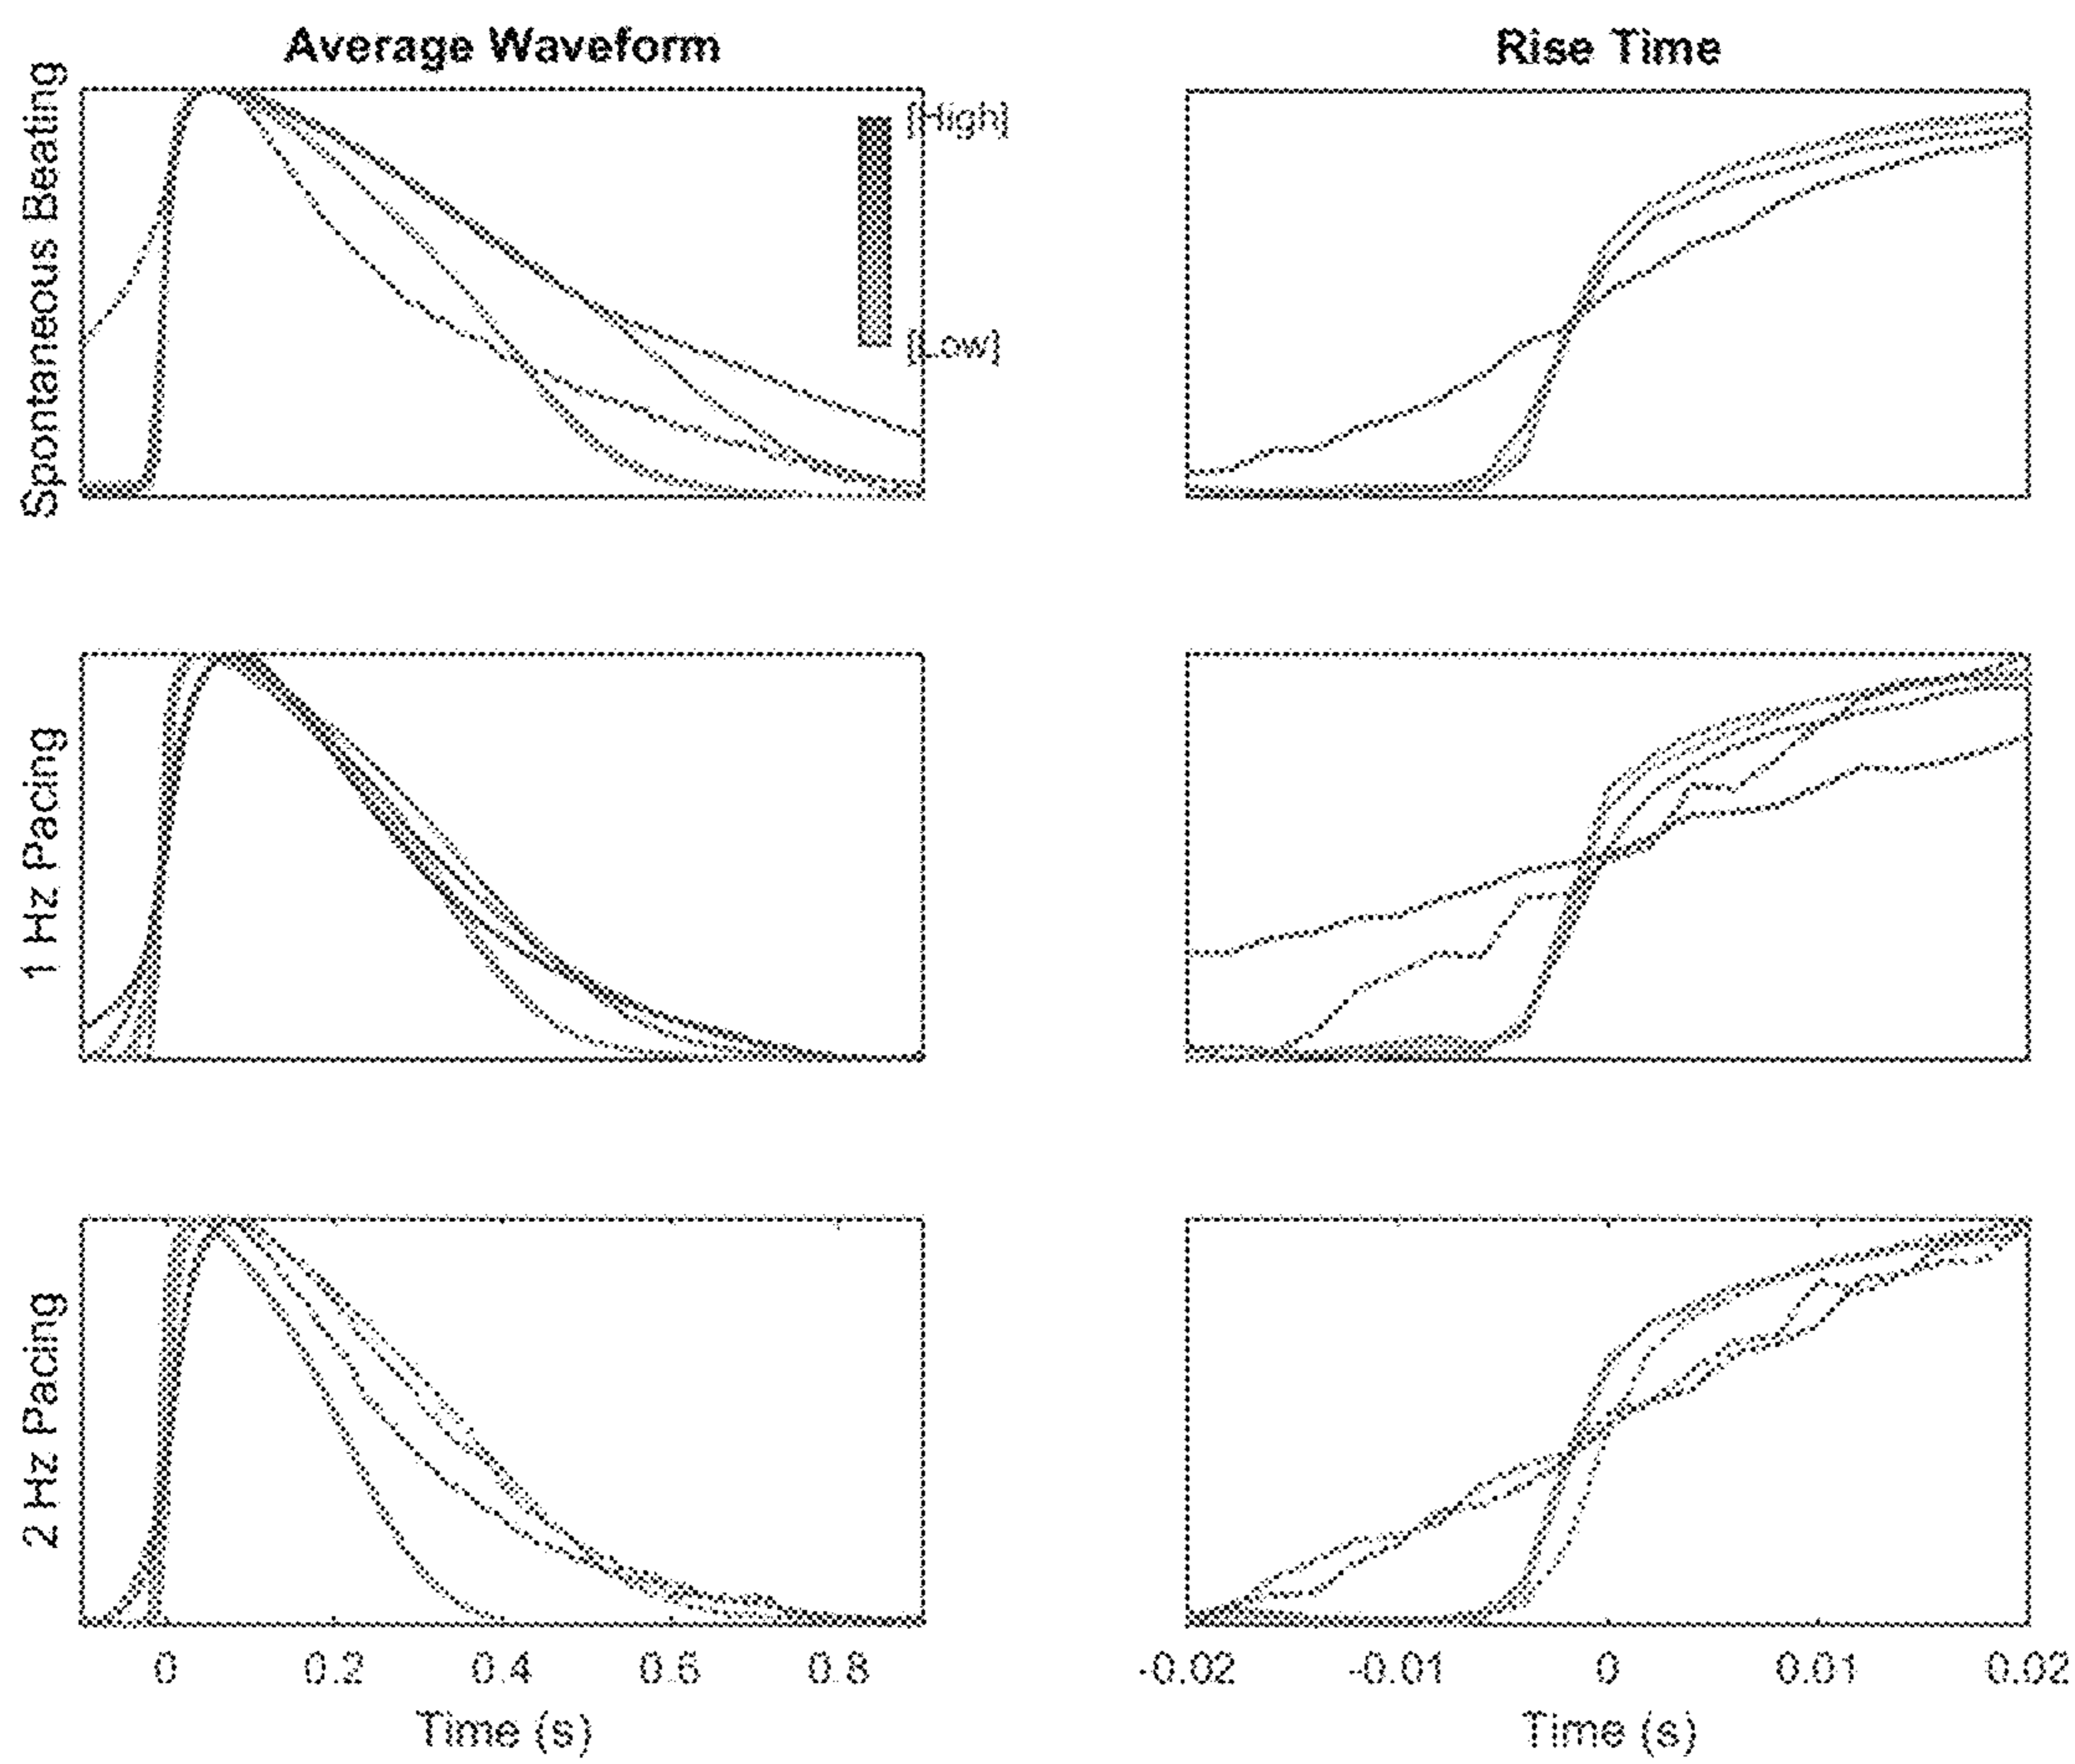 Average Waveform
Rise Time
Spontaneous Beating
[High]
[Low]
1 Hz Pacing
2 Hz Pacing
0 0.2 0.4 0.6 0.8
-0.02 -0.01 0 0.01 0.02
Time (s)
Time (s)